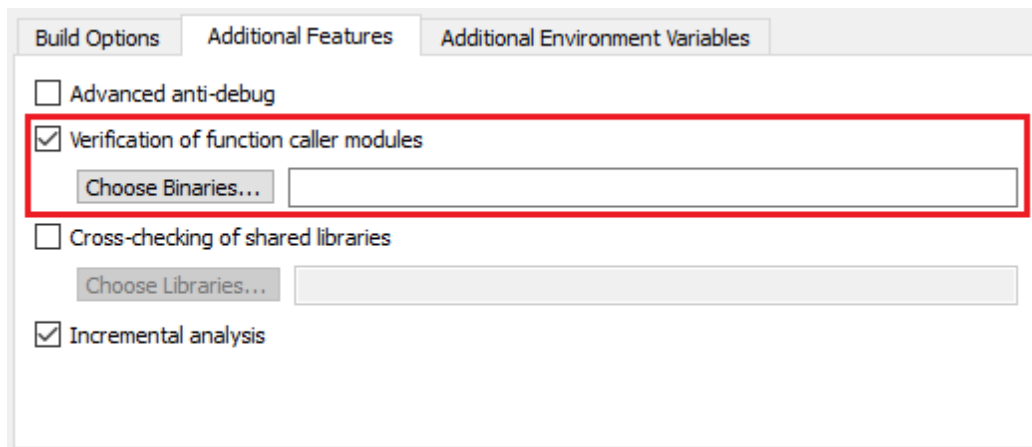 Build Options Additional Features Additional Environment Variables
Advanced anti-debug
Verification of function caller modules
Choose Binaries...
Cross-checking of shared libraries
Choose Libraries...
Incremental analysis